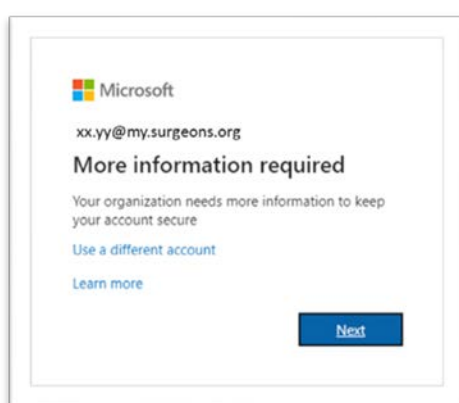 Microsoft
xx.yy@my.surgeons.org
More information required
Your organization needs more information to keep
your account secure
Use a different account
Learn more
Next